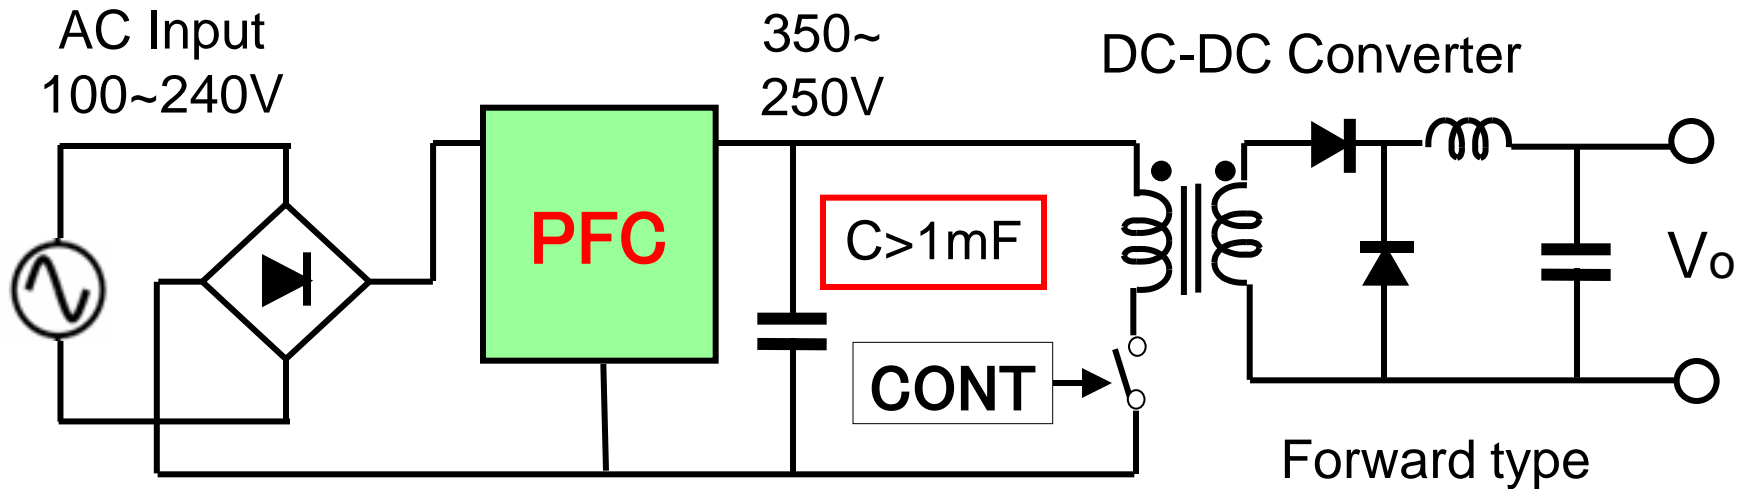 AC Input
100~240V
350~
250V
DC-DC Converter
PFC
C>1mF
Vo
CONT
Forward type